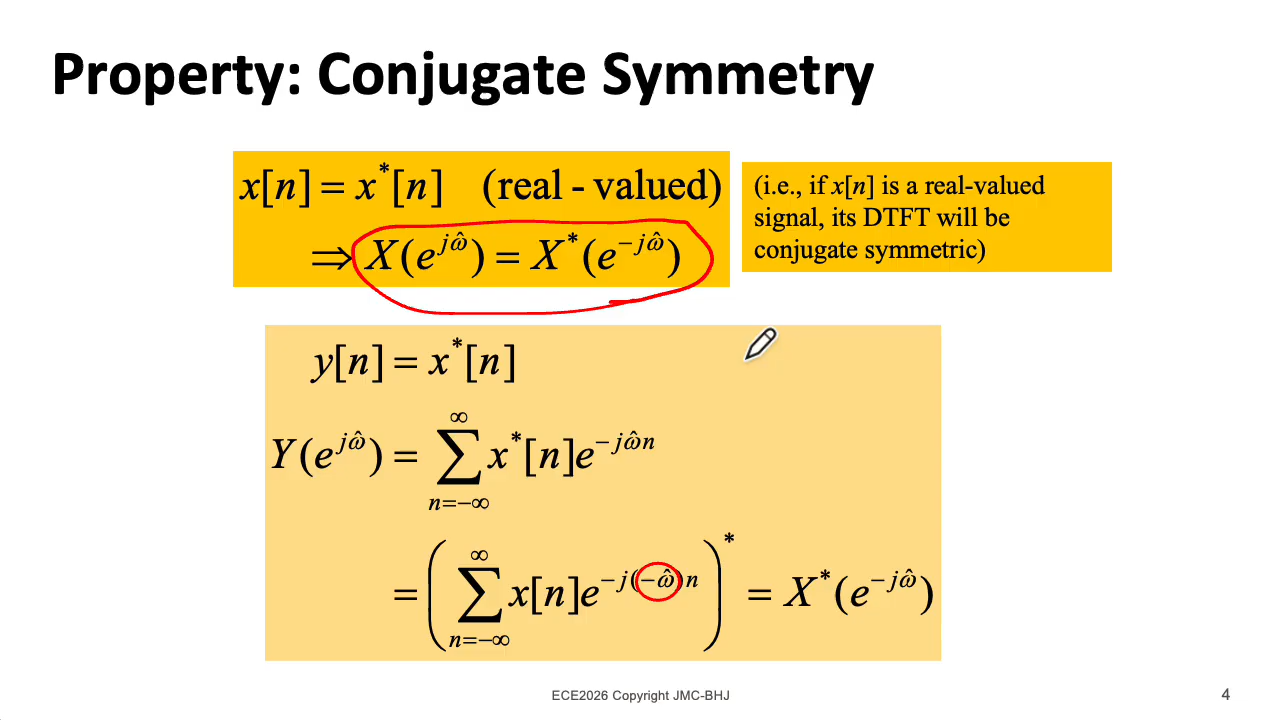 Property: Conjugate Symmetry
x[n] = x*[n] (real - valued)
⇒ X(e^{jω̂}) = X*(e^{−jω̂})
(i.e., if x[n] is a real-valued
signal, its DTFT will be
conjugate symmetric)
y[n] = x*[n]
Y(e^{jω̂}) = ∑_{n=−∞}^{∞} x*[n]e^{−jω̂n}
= (∑_{n=−∞}^{∞} x[n]e^{−j(−ω̂)n})* = X*(e^{−jω̂})
ECE2026 Copyright JMC-BHJ
4